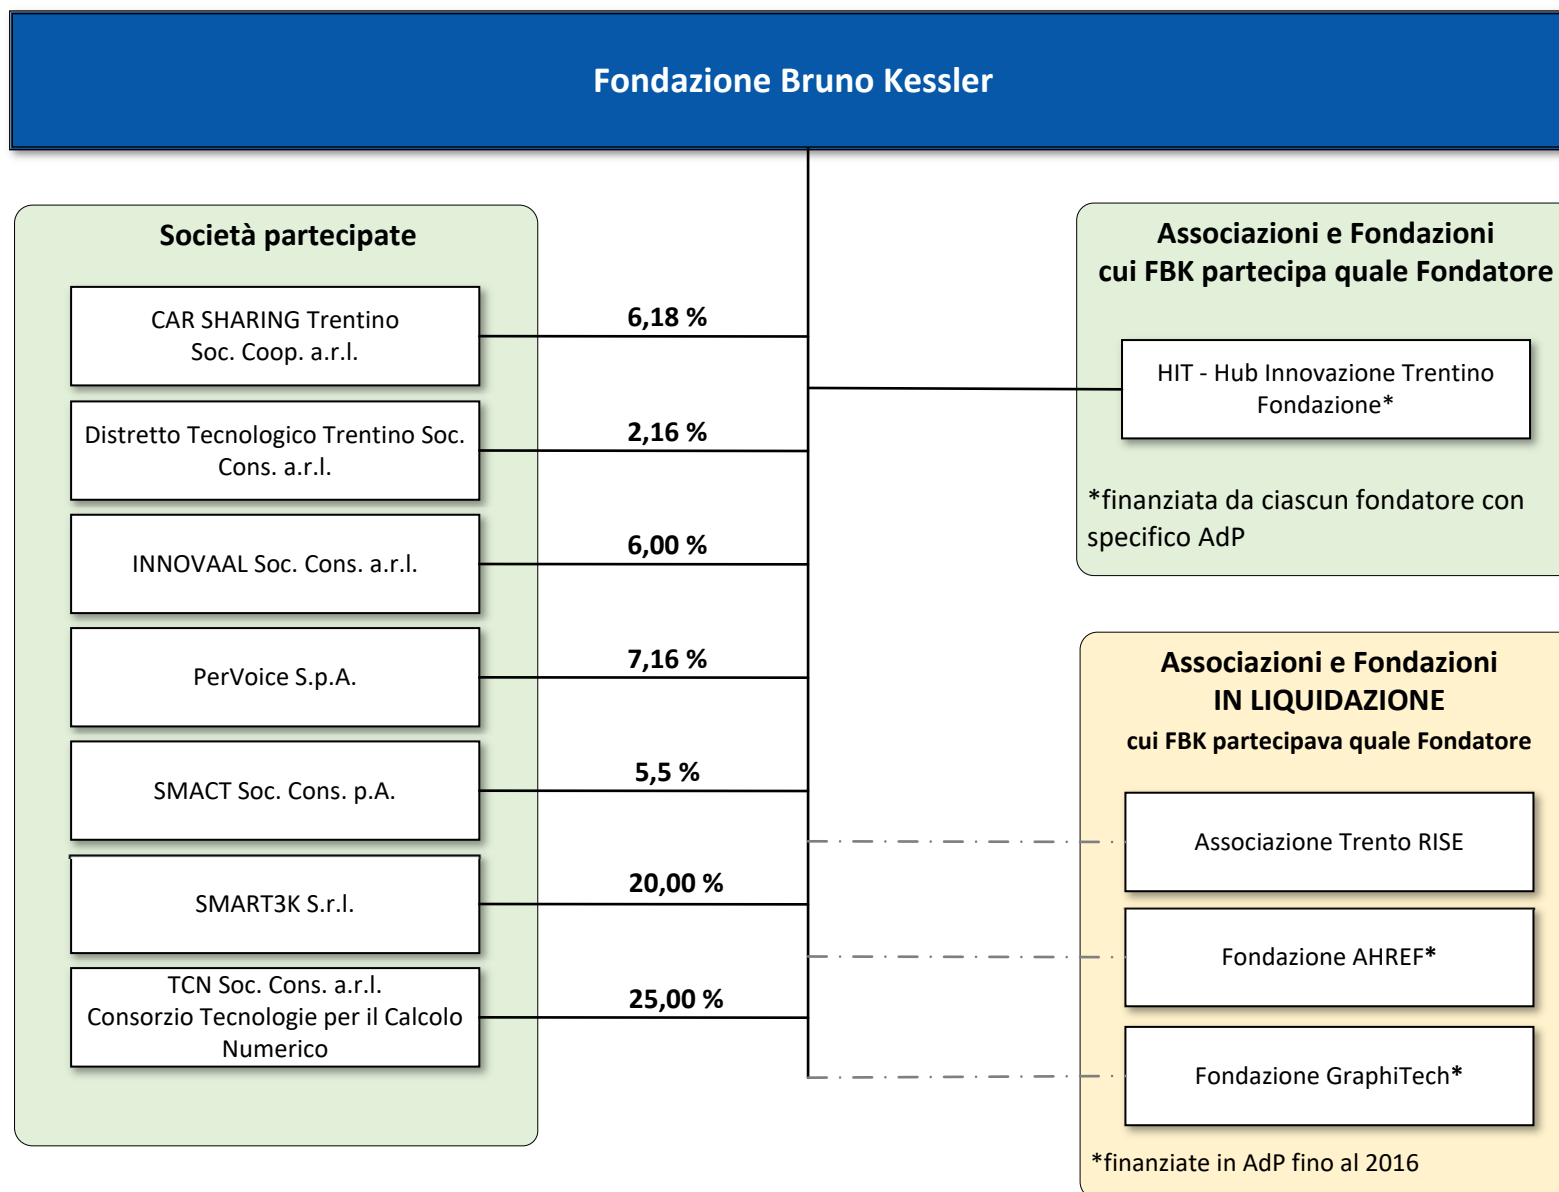 Fondazione Bruno Kessler
Società partecipate
CAR SHARING Trentino
Soc. Coop. a.r.l.
6,18 %
Distretto Tecnologico Trentino Soc.
Cons. a.r.l.
2,16 %
INNOVAAL Soc. Cons. a.r.l.
6,00 %
PerVoice S.p.A.
7,16 %
SMACT Soc. Cons. p.A.
5,5 %
SMART3K S.r.l.
20,00 %
TCN Soc. Cons. a.r.l.
Consorzio Tecnologie per il Calcolo
Numerico
25,00 %
Associazioni e Fondazioni
cui FBK partecipa quale Fondatore
HIT - Hub Innovazione Trentino
Fondazione*
*finanziata da ciascun fondatore con
specifico AdP
Associazioni e Fondazioni
IN LIQUIDAZIONE
cui FBK partecipava quale Fondatore
Associazione Trento RISE
Fondazione AHREF*
Fondazione GraphiTech*
*finanziate in AdP fino al 2016